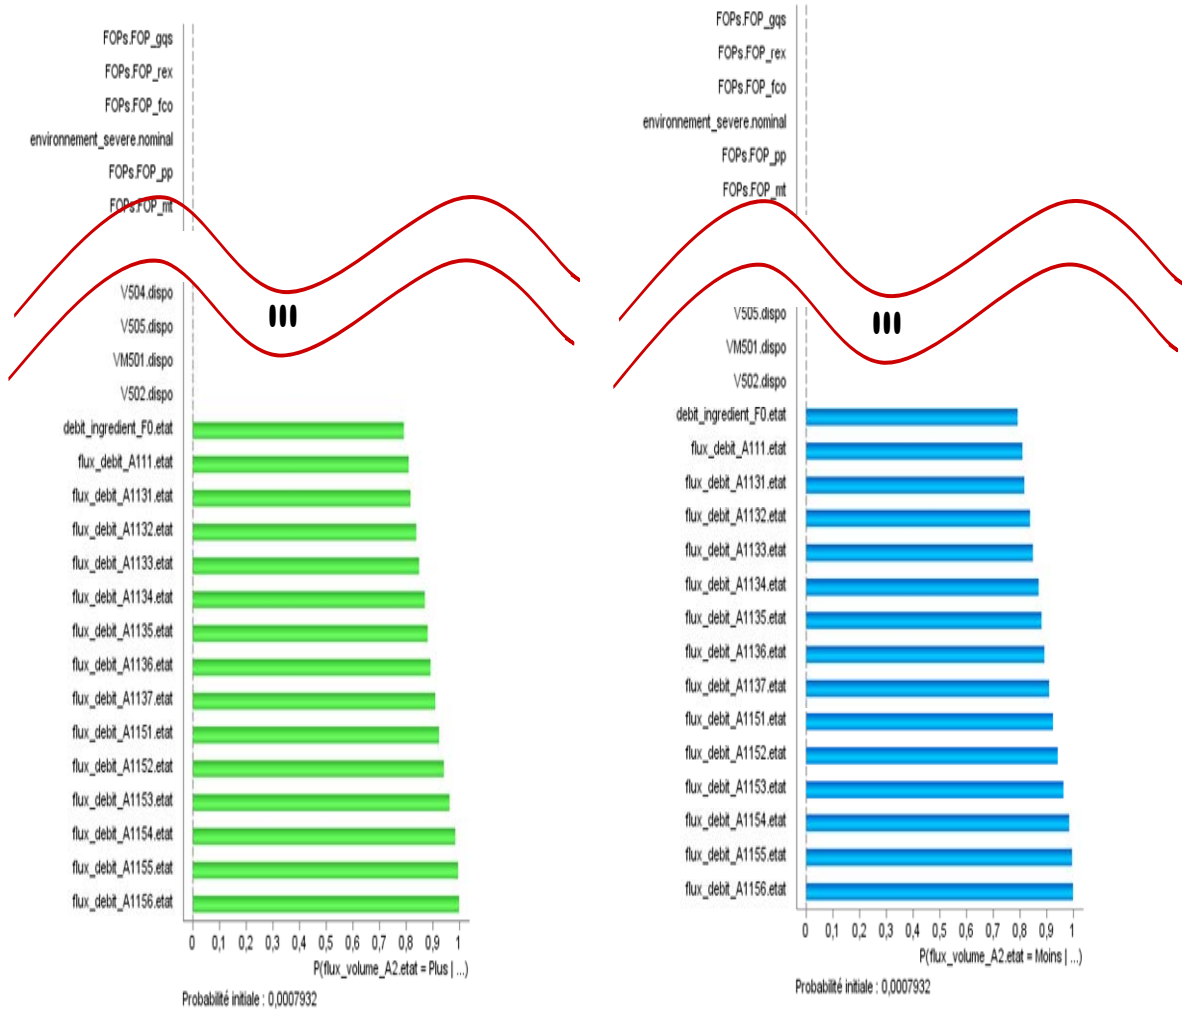 FOPs.FOP_gqs
FOPs.FOP_rex
FOPs.FOP_fco
environnement_severe.nominal
FOPs.FOP_pp
FOPs.FOP_mt
V504.dispo
V505.dispo
VM501.dispo
V502.dispo
debit_ingredient_F0.etat
flux_debit_A111.etat
flux_debit_A1131.etat
flux_debit_A1132.etat
flux_debit_A1133.etat
flux_debit_A1134.etat
flux_debit_A1135.etat
flux_debit_A1136.etat
flux_debit_A1137.etat
flux_debit_A1151.etat
flux_debit_A1152.etat
flux_debit_A1153.etat
flux_debit_A1154.etat
flux_debit_A1155.etat
flux_debit_A1156.etat
0 0,1 0,2 0,3 0,4 0,5 0,6 0,7 0,8 0,9 1
P(flux_volume_A2.etat = Plus | ...)
Probabilité initiale : 0,0007932
FOPs.FOP_gqs
FOPs.FOP_rex
FOPs.FOP_fco
environnement_severe.nominal
FOPs.FOP_pp
FOPs.FOP_mt
V505.dispo
VM501.dispo
V502.dispo
debit_ingredient_F0.etat
flux_debit_A111.etat
flux_debit_A1131.etat
flux_debit_A1132.etat
flux_debit_A1133.etat
flux_debit_A1134.etat
flux_debit_A1135.etat
flux_debit_A1136.etat
flux_debit_A1137.etat
flux_debit_A1151.etat
flux_debit_A1152.etat
flux_debit_A1153.etat
flux_debit_A1154.etat
flux_debit_A1155.etat
flux_debit_A1156.etat
0 0,1 0,2 0,3 0,4 0,5 0,6 0,7 0,8 0,9 1
P(flux_volume_A2.etat = Moins | ...)
Probabilité initiale : 0,0007932